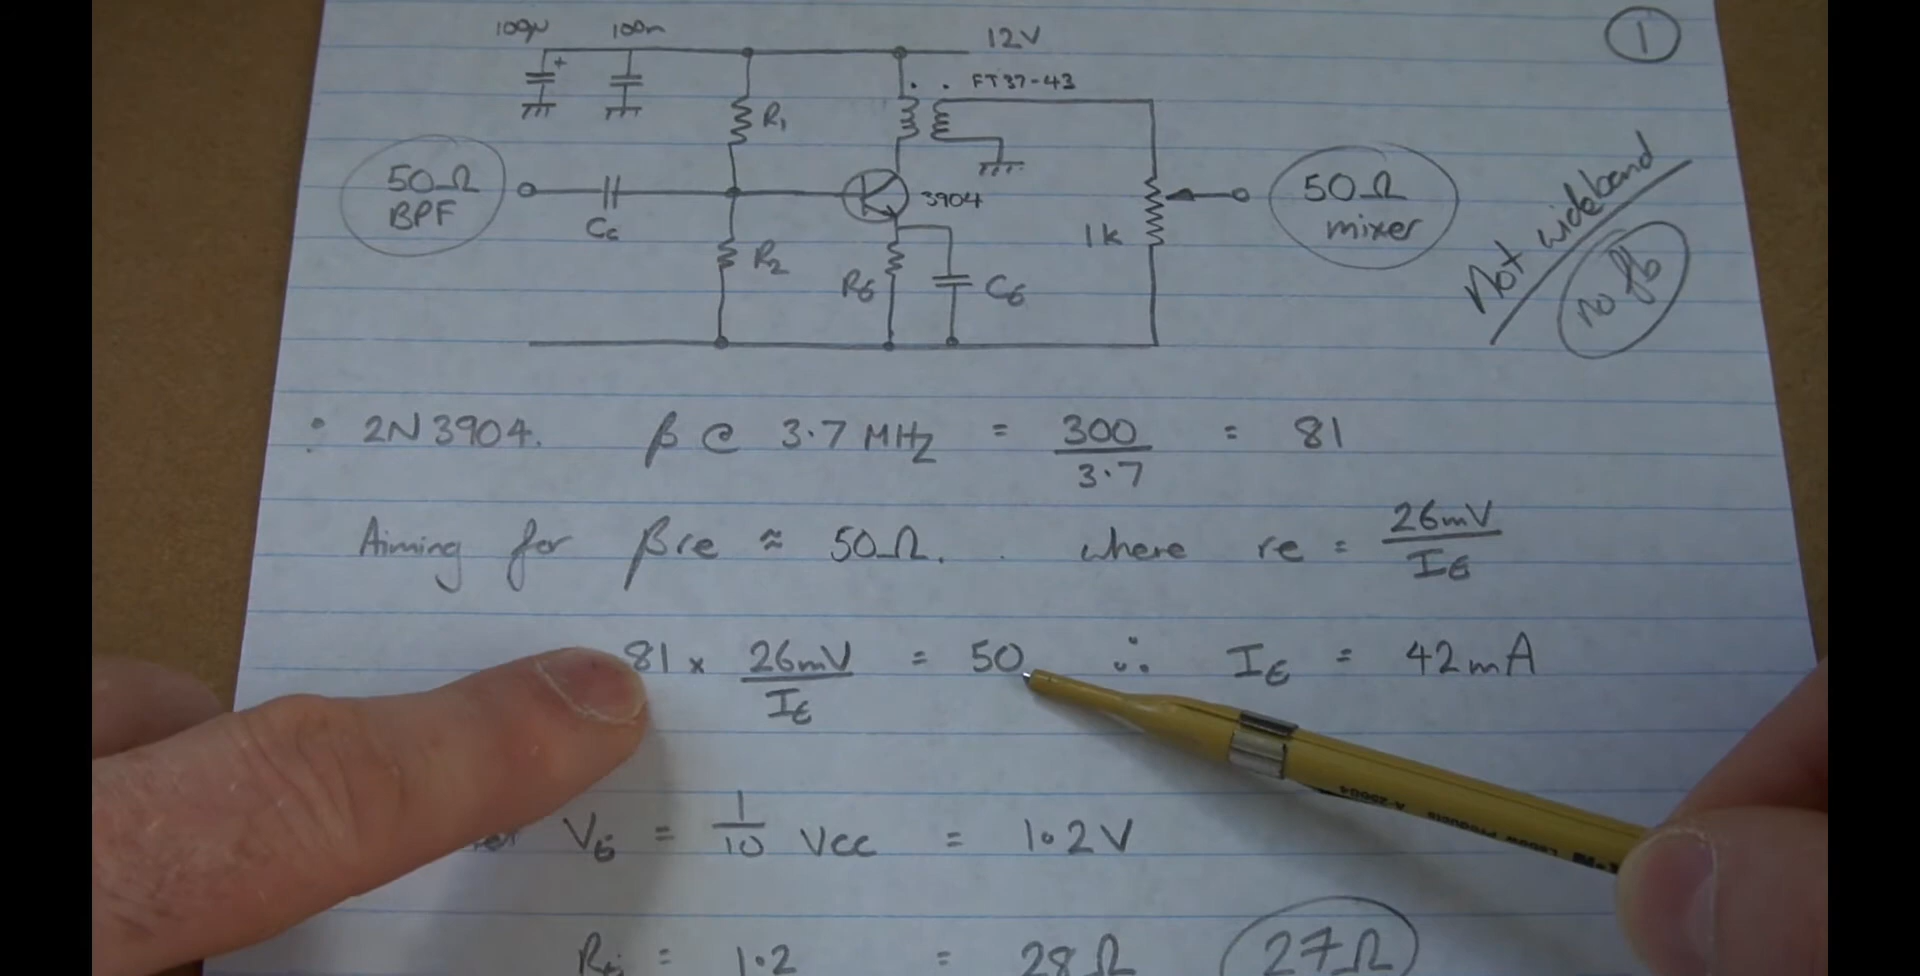 100µ 100n 12V
1
FT37-43
R1
50Ω BPF
Cc
3904
50Ω mixer
1k
R2
RE
CE
Not wideband
no fb
2N3904. β @ 3.7 MHz = 300/3.7 = 81
Aiming for βre ≈ 50Ω. where re = 26mV/IE
81 x 26mV/IE = 50 ∴ IE = 42mA
VE = 1/10 Vcc = 1.2V
RE = 1.2 = 28Ω 27Ω